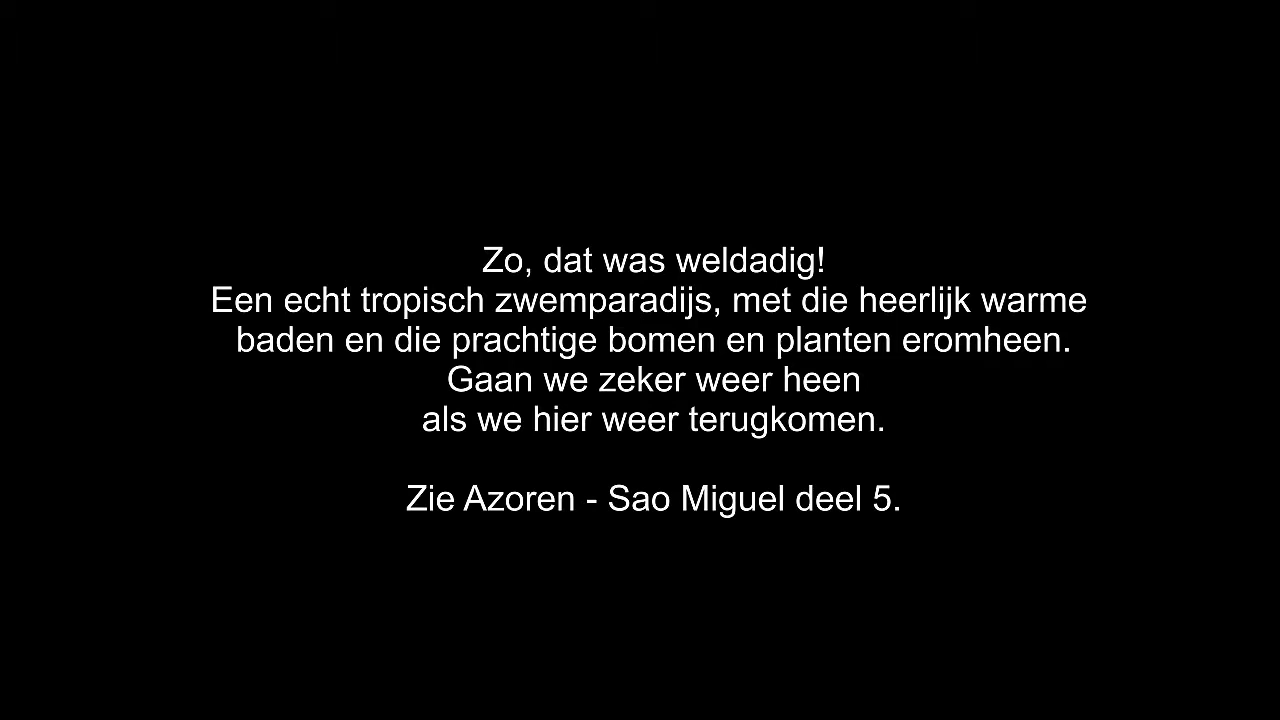 Zo, dat was weldadig!
Een echt tropisch zwemparadijs, met die heerlijk warme
baden en die prachtige bomen en planten eromheen.
Gaan we zeker weer heen
als we hier weer terugkomen.
Zie Azoren - Sao Miguel deel 5.